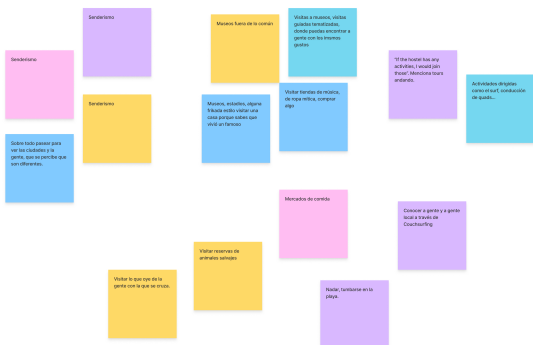 Senderismo
Museos fuera de lo común
Visitas a museos, visitas
guiadas tematizadas,
donde puedas encontrar a
gente con los mismos
gustos
Senderismo
"If the hostel has any
activities, I would join
those". Menciona tours
andando.
Actividades dirigidas
como el surf, conducción
de quads...
Senderismo
Museos, estadios, alguna
frikada estilo visitar una
casa porque sabes que
vivió un famoso
Visitar tiendas de música,
de ropa mítica, comprar
algo
Sobre todo pasear para
ver las ciudades y la
gente, que se perciba que
son diferentes.
Mercados de comida
Conocer a gente y a gente
local a través de
Couchsurfing
Visitar reservas de
animales salvajes
Visitar lo que oye de la
gente con la que se cruza.
Nadar, tumbarse en la
playa.